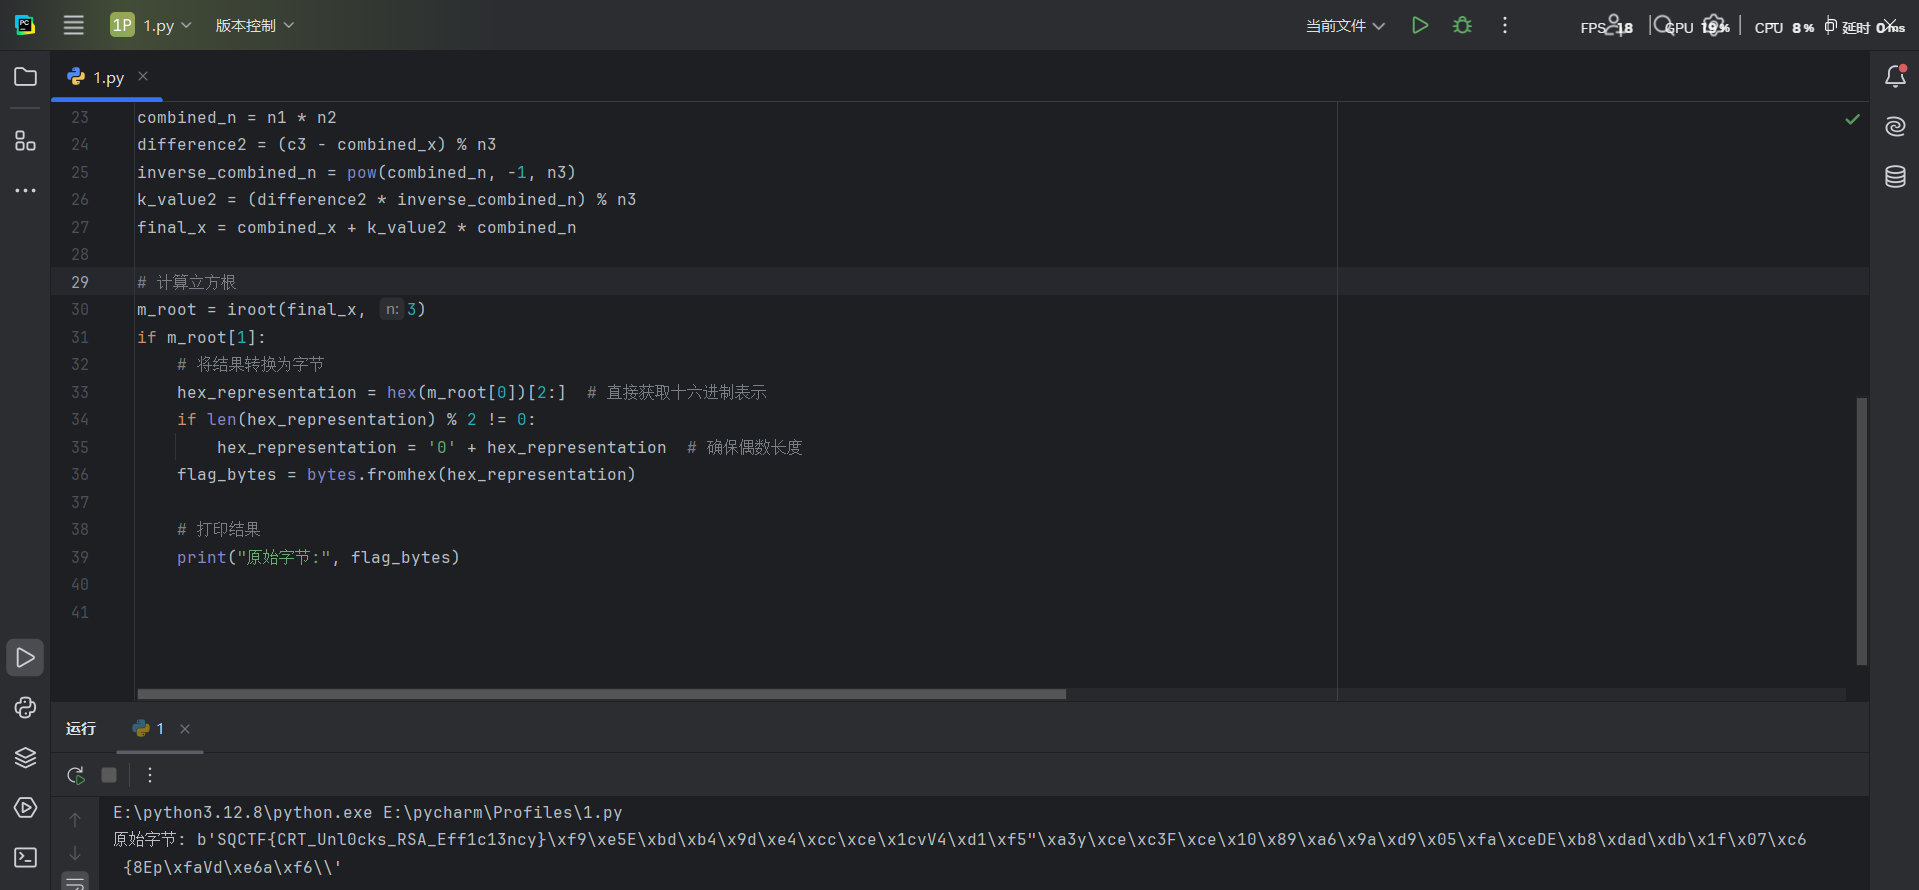 1P 1.py 版本控制 当前文件 FPS 18 GPU 19% CPU 8% 延时 0ms
1.py
23 combined_n = n1 * n2
24 difference2 = (c3 - combined_x) % n3
25 inverse_combined_n = pow(combined_n, -1, n3)
26 k_value2 = (difference2 * inverse_combined_n) % n3
27 final_x = combined_x + k_value2 * combined_n
28
29 # 计算立方根
30 m_root = iroot(final_x, n: 3)
31 if m_root[1]:
32 # 将结果转换为字节
33 hex_representation = hex(m_root[0])[2:] # 直接获取十六进制表示
34 if len(hex_representation) % 2 != 0:
35 hex_representation = '0' + hex_representation # 确保偶数长度
36 flag_bytes = bytes.fromhex(hex_representation)
37
38 # 打印结果
39 print("原始字节:", flag_bytes)
40
41
运行 1
E:\python3.12.8\python.exe E:\pycharm\Profiles\1.py
原始字节: b'SQCTF{CRT_Unl0cks_RSA_Eff1c13ncy}\xf9\xe5E\xbd\xb4\x9d\xe4\xcc\xce\x1cvV4\xd1\xf5"\xa3y\xce\xc3F\xce\x10\x89\xa6\x9a\xd9\x05\xfa\xceDE\xb8\xdad\xdb\x1f\x07\xc6
{8Ep\xfaVd\xe6a\xf6\\'